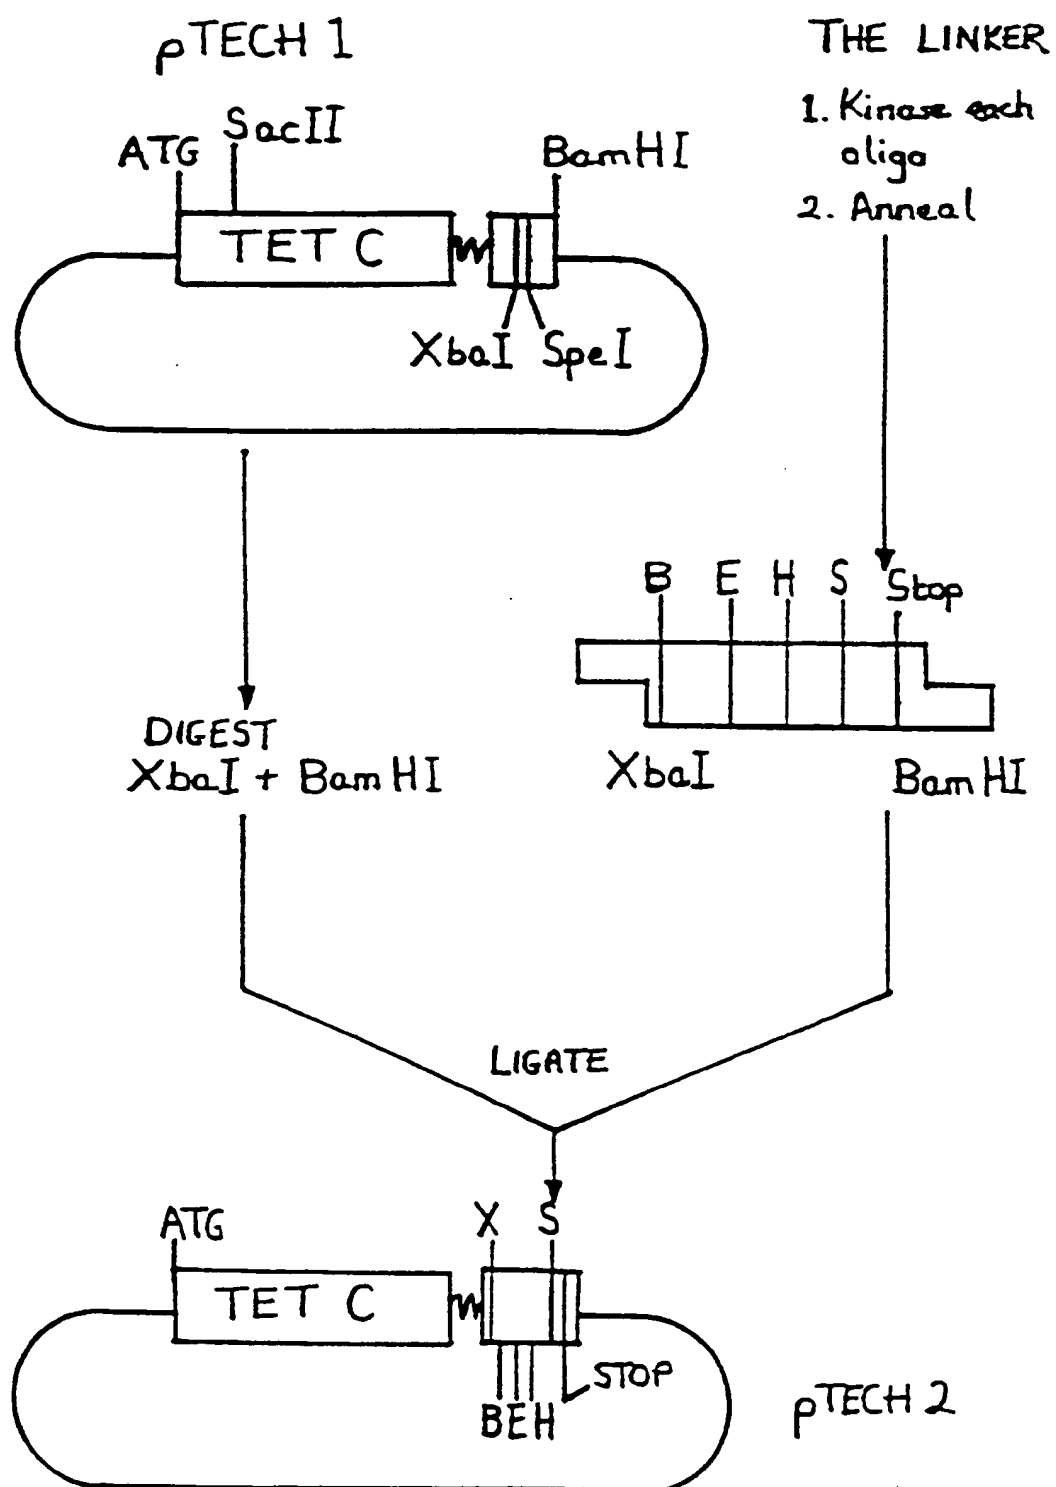 pTECH 1
SacII
ATG
BamHI
TET C
XbaI SpeI
THE LINKER
1. Kinase each
oligo
2. Anneal
B E H S Stop
XbaI
BamHI
DIGEST
XbaI + BamHI
LIGATE
ATG
X S
TET C
STOP
BEH
pTECH 2